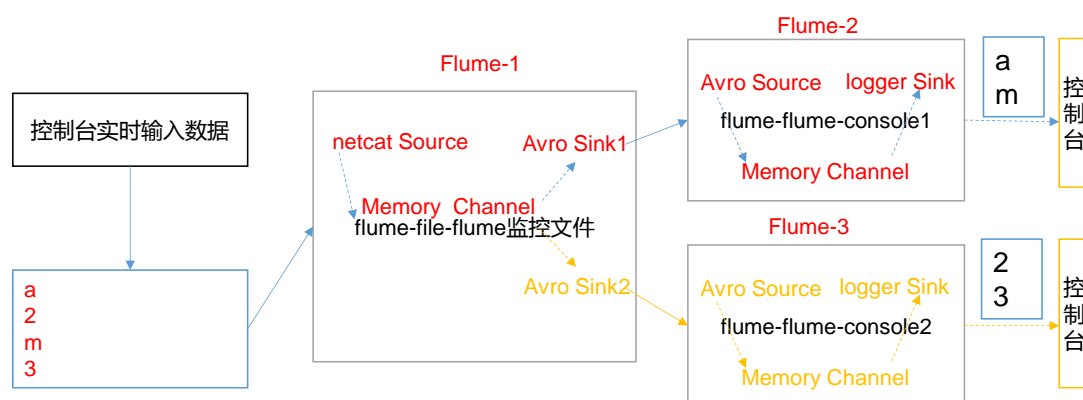 控制台实时输入数据
a
2
m
3
Flume-1
netcat Source
Avro Sink1
Memory Channel
flume-file-flume监控文件
Avro Sink2
Flume-2
Avro Source
logger Sink
flume-flume-console1
Memory Channel
a
m
控
制
台
Flume-3
Avro Source
logger Sink
flume-flume-console2
Memory Channel
2
3
控
制
台